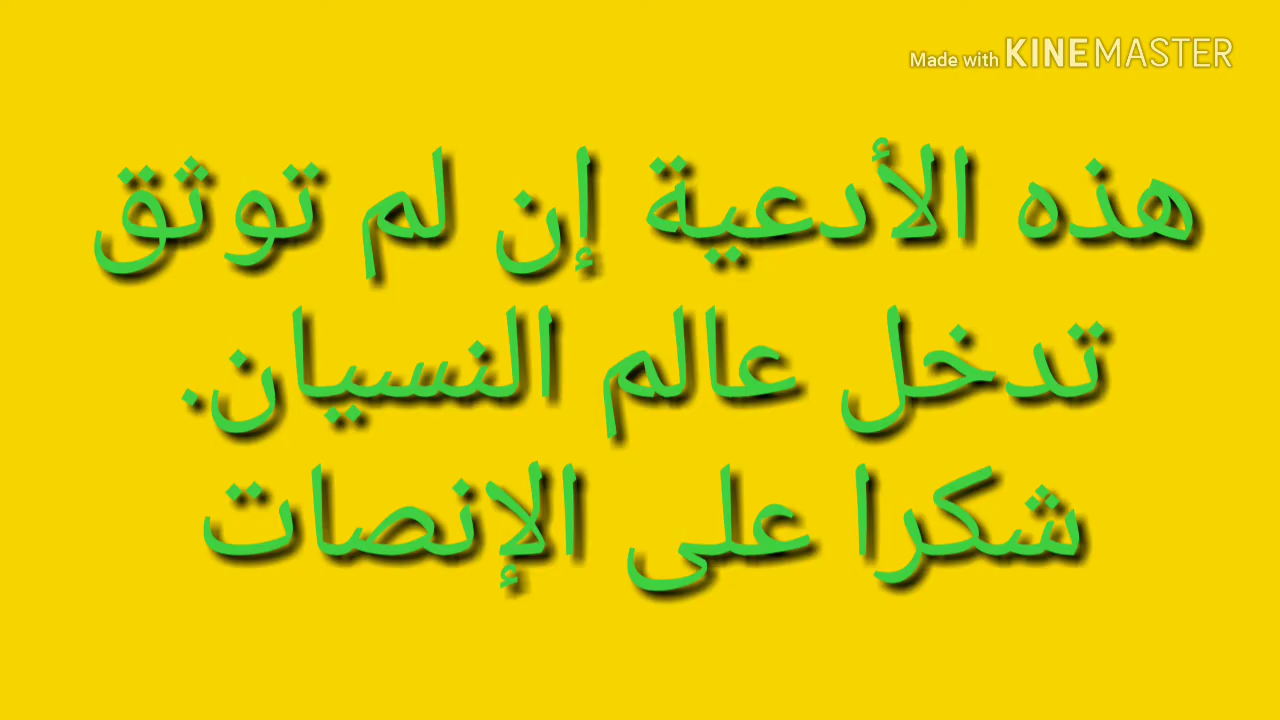 Made with KINEMASTER
هذه الأدعية إن لم توثق
تدخل عالم النسيان.
شكرا على الإنصات